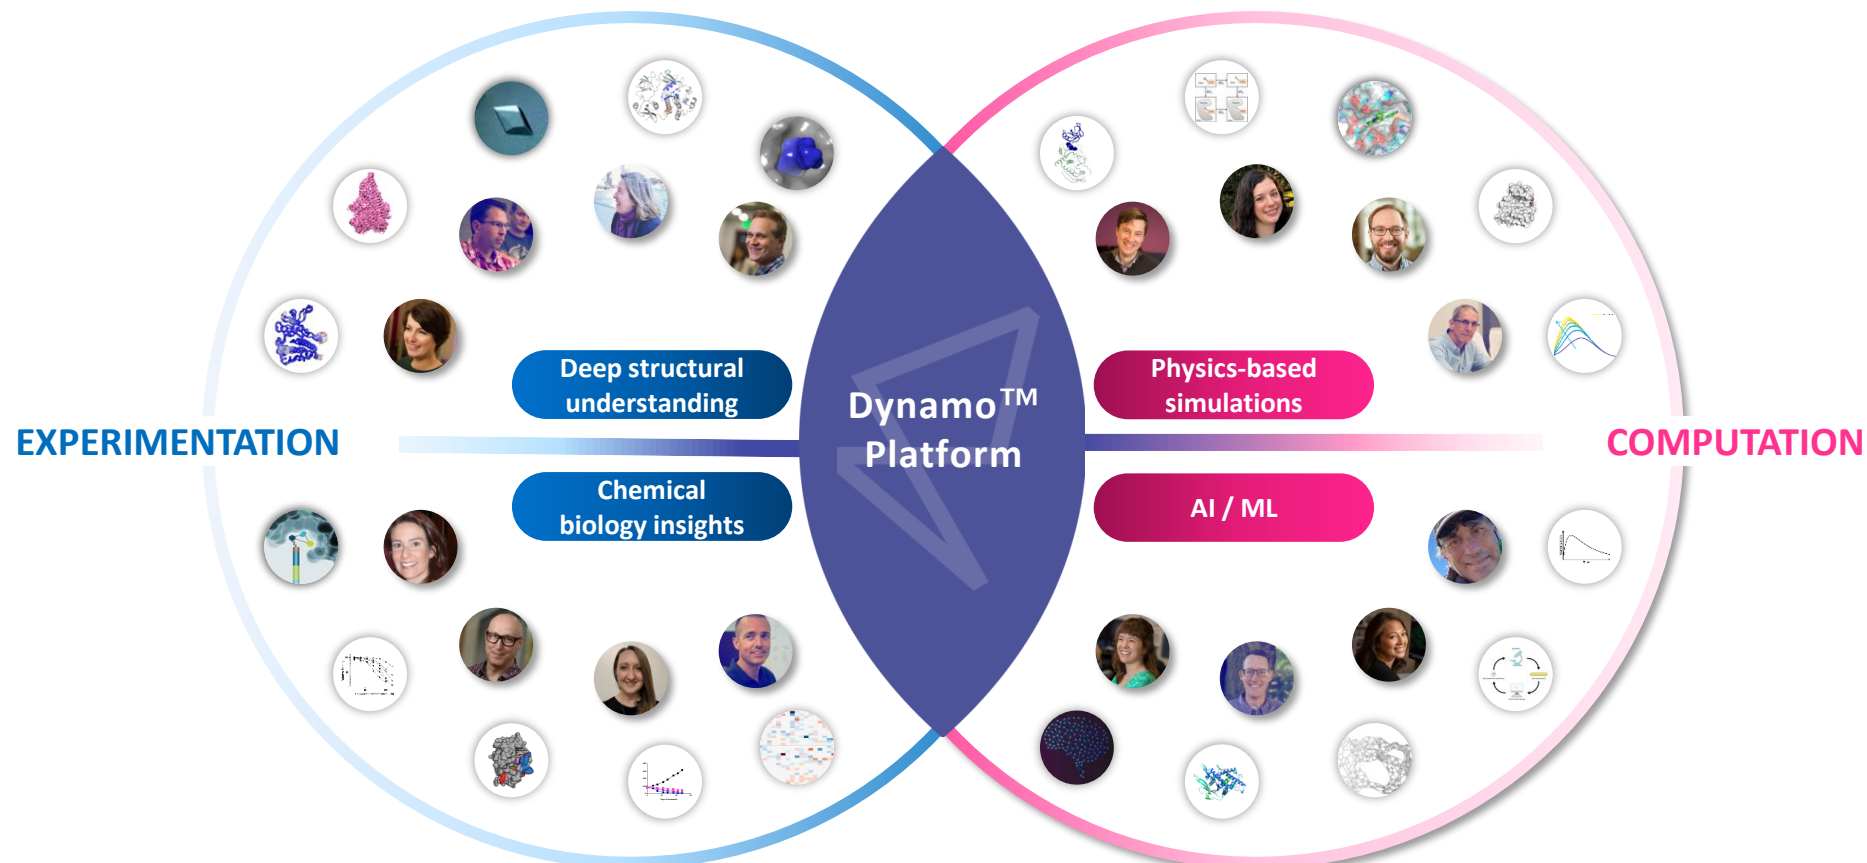 Deep structural
understanding
Physics-based
simulations
Dynamo™
Platform
EXPERIMENTATION
COMPUTATION
Chemical
biology insights
AI / ML